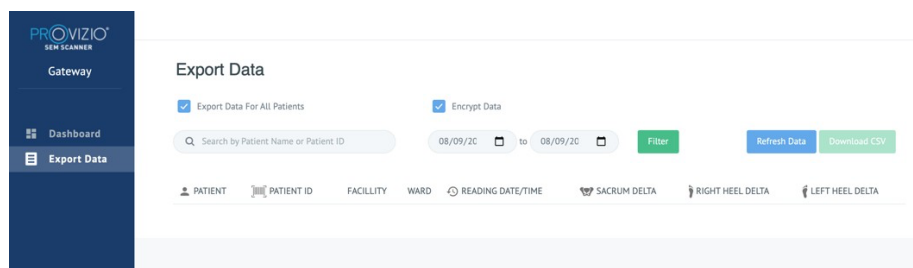 PROVIZIO®
SEM SCANNER
Gateway
Dashboard
Export Data
Export Data
Export Data For All Patients
Encrypt Data
Search by Patient Name or Patient ID
08/09/20
to
08/09/20
Filter
Refresh Data
Download CSV
PATIENT
PATIENT ID
FACILLITY
WARD
READING DATE/TIME
SACRUM DELTA
RIGHT HEEL DELTA
LEFT HEEL DELTA